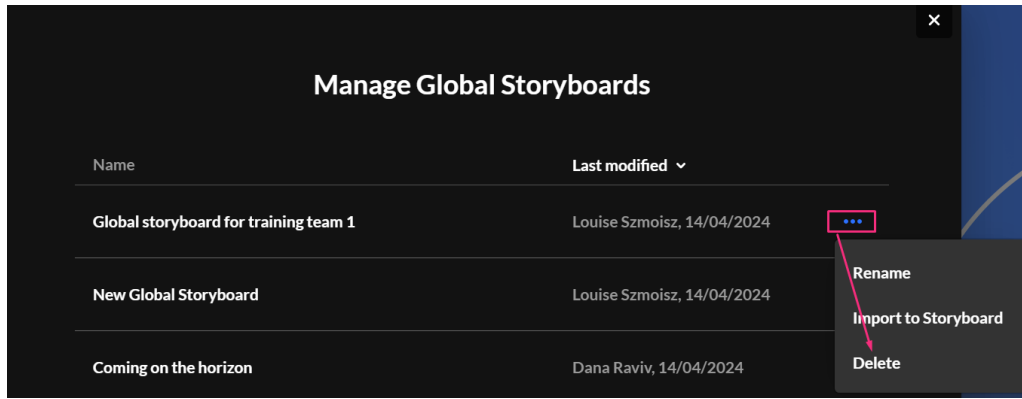 Manage Global Storyboards
Name Last modified
Global storyboard for training team 1 Louise Szmoisz, 14/04/2024
Rename
New Global Storyboard Louise Szmoisz, 14/04/2024
Import to Storyboard
Coming on the horizon Dana Raviv, 14/04/2024
Delete